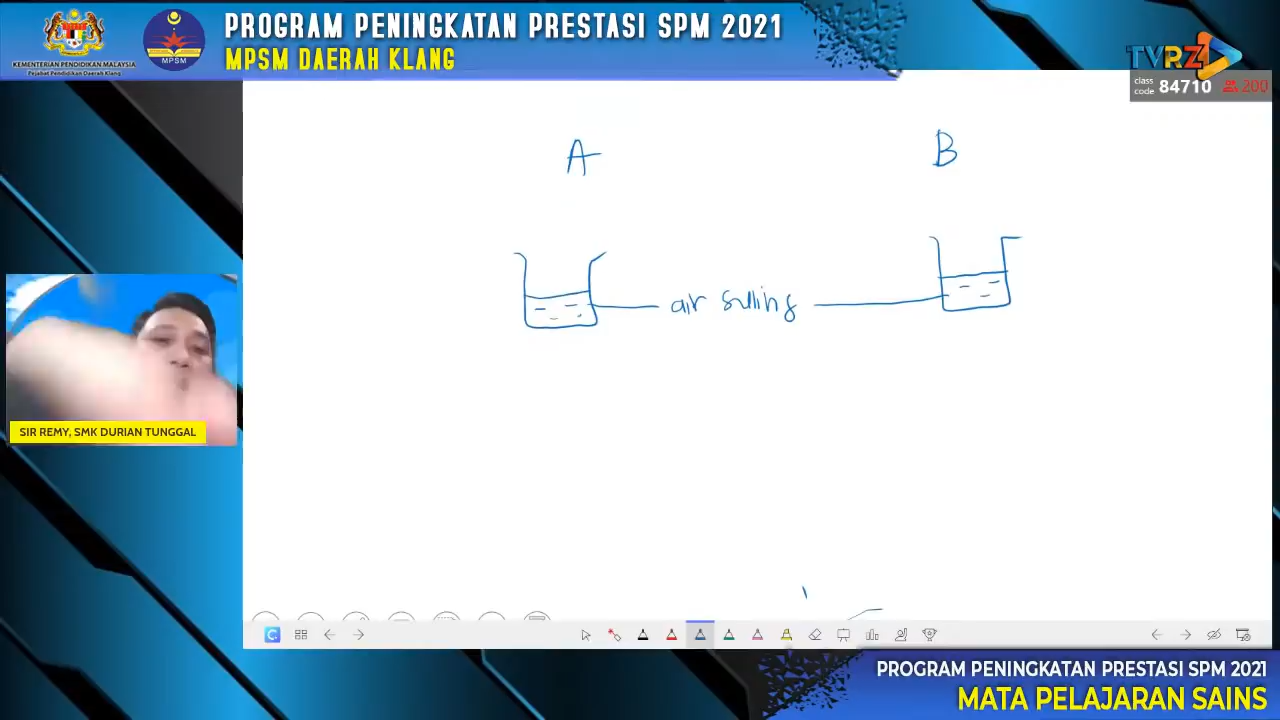 PROGRAM PENINGKATAN PRESTASI SPM 2021
MPSM DAERAH KLANG
KEMENTERIAN PENDIDIKAN MALAYSIA
Pejabat Pendidikan Daerah Klang
MPSM
TVRZ
class code 84710 200
A
B
air suling
SIR REMY, SMK DURIAN TUNGGAL
PROGRAM PENINGKATAN PRESTASI SPM 2021
MATA PELAJARAN SAINS